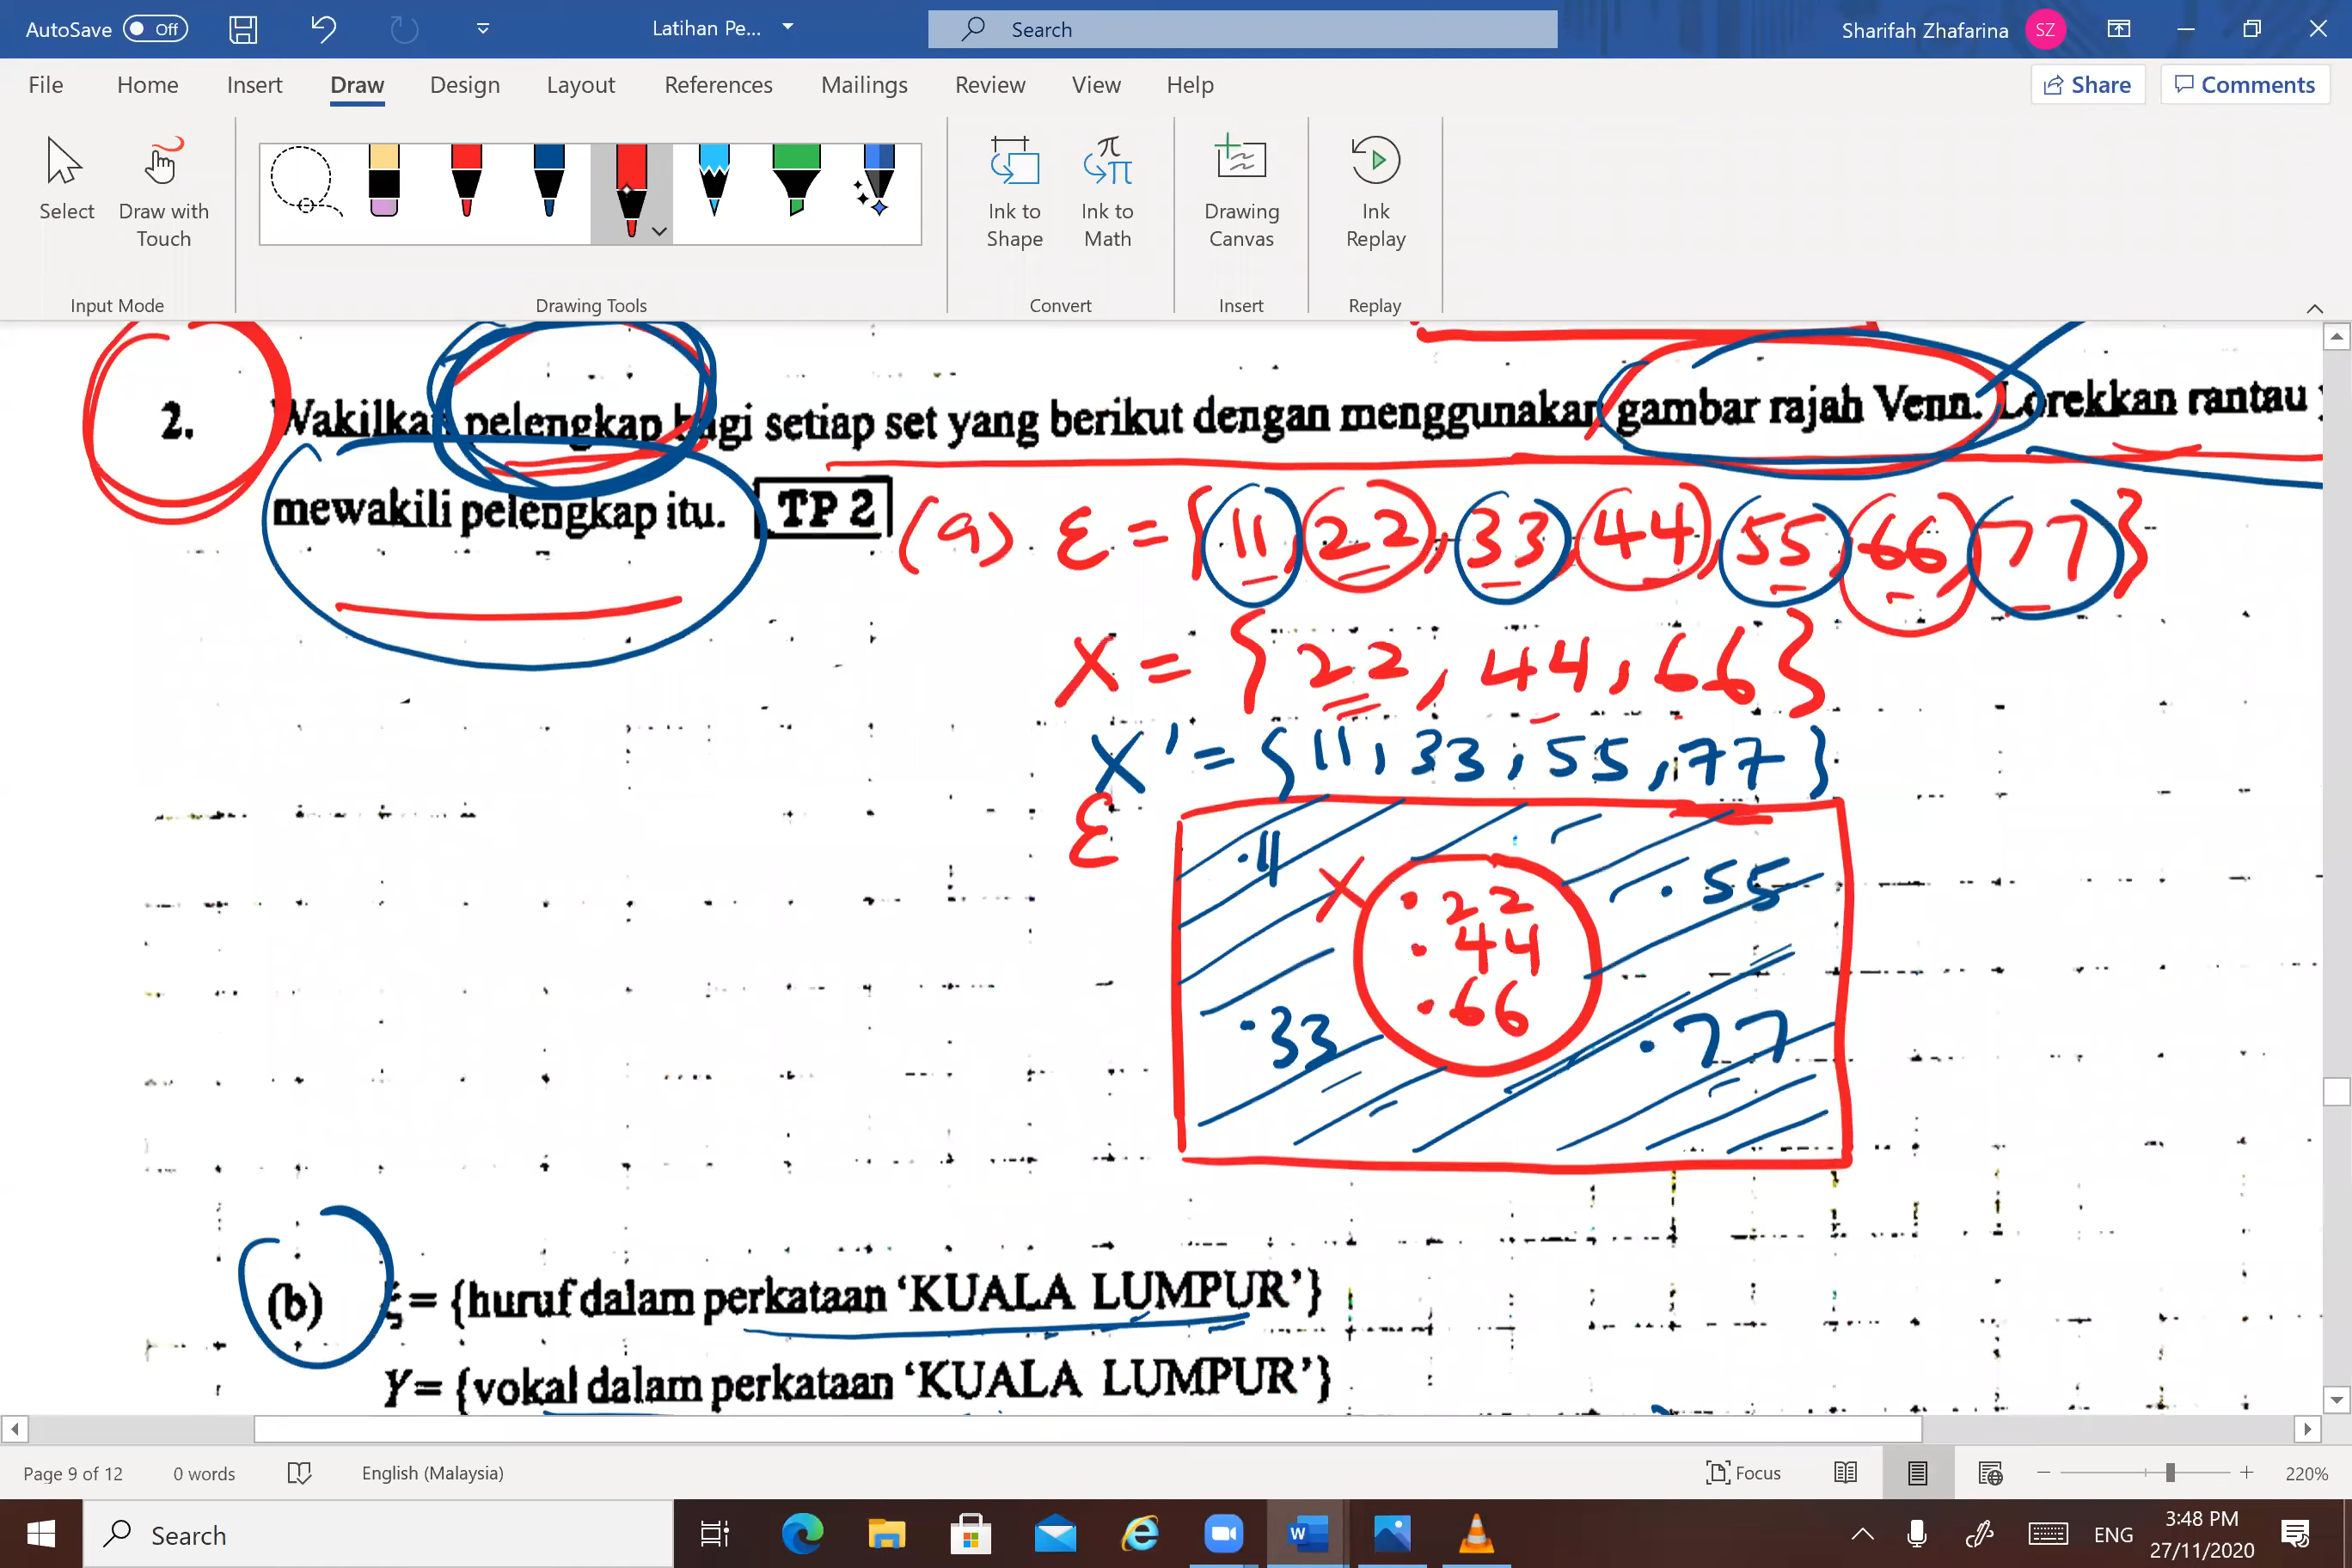 AutoSave Off Latihan Pe... Search Sharifah Zhafarina SZ
File Home Insert Draw Design Layout References Mailings Review View Help Share Comments
Select Draw with Touch Ink to Shape Ink to Math Drawing Canvas Ink Replay
Input Mode Drawing Tools Convert Insert Replay
2. Wakilkan pelengkap bagi setiap set yang berikut dengan menggunakan gambar rajah Venn. Lorekkan rantau
mewakili pelengkap itu. TP 2 (a) ε = {11, 22, 33, 44, 55, 66, 77}
X = {22, 44, 66}
X' = {11, 33, 55, 77}
ε
.11 X .22 .55
.44
.33 .66 .77
(b) ξ = {huruf dalam perkataan ‘KUALA LUMPUR’}
Y = {vokal dalam perkataan ‘KUALA LUMPUR’}
Page 9 of 12 0 words English (Malaysia) Focus 220%
Search ENG 3:48 PM
27/11/2020